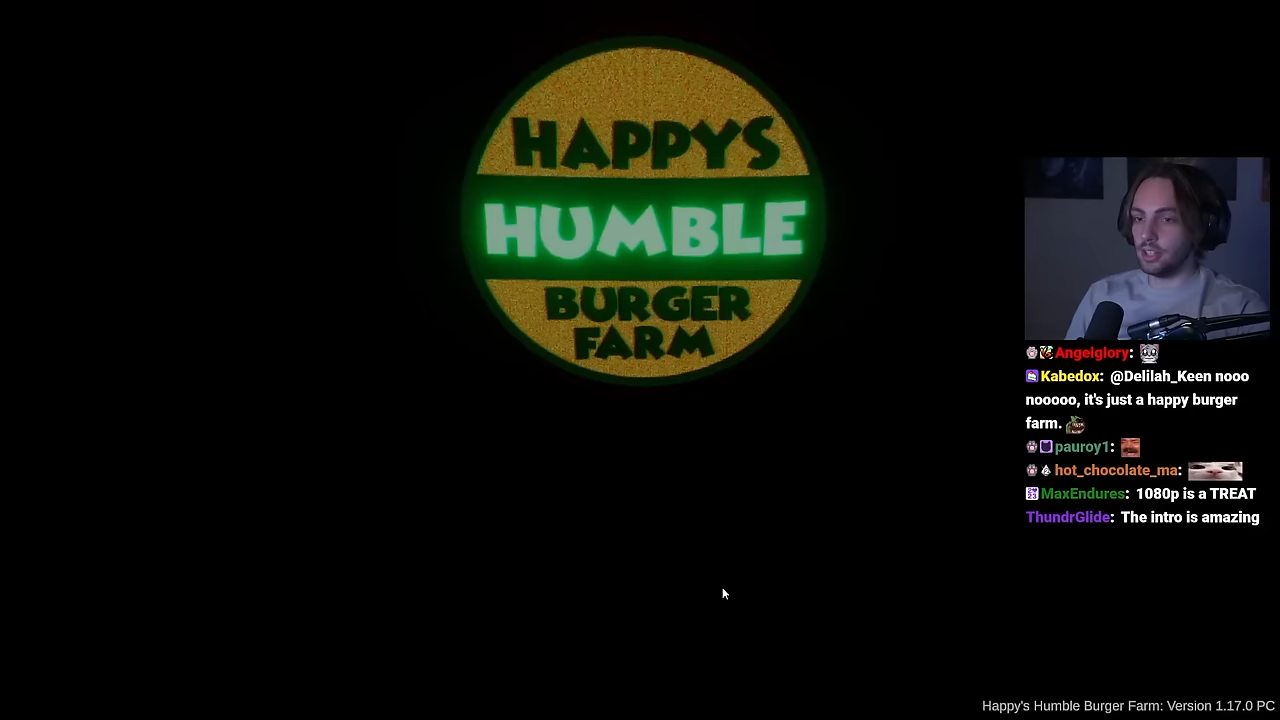 HAPPYS
HUMBLE
BURGER
FARM
Angelglory:
Kabedox: @Delilah_Keen nooo
nooooo, it's just a happy burger
farm.
pauroy1:
hot_chocolate_ma:
MaxEndures: 1080p is a TREAT
ThundrGlide: The intro is amazing
Happy's Humble Burger Farm: Version 1.17.0 PC